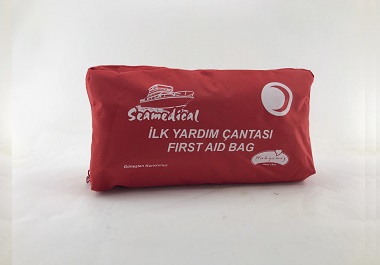 Seamedical
İLK YARDIM ÇANTASI
FIRST AID BAG